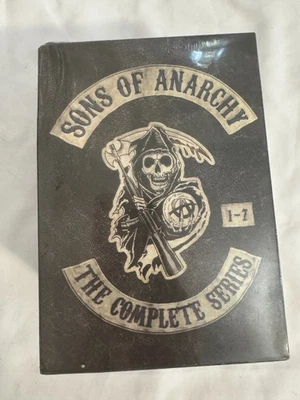 SONS OF ANARCHY
1-7
THE COMPLETE SERIES